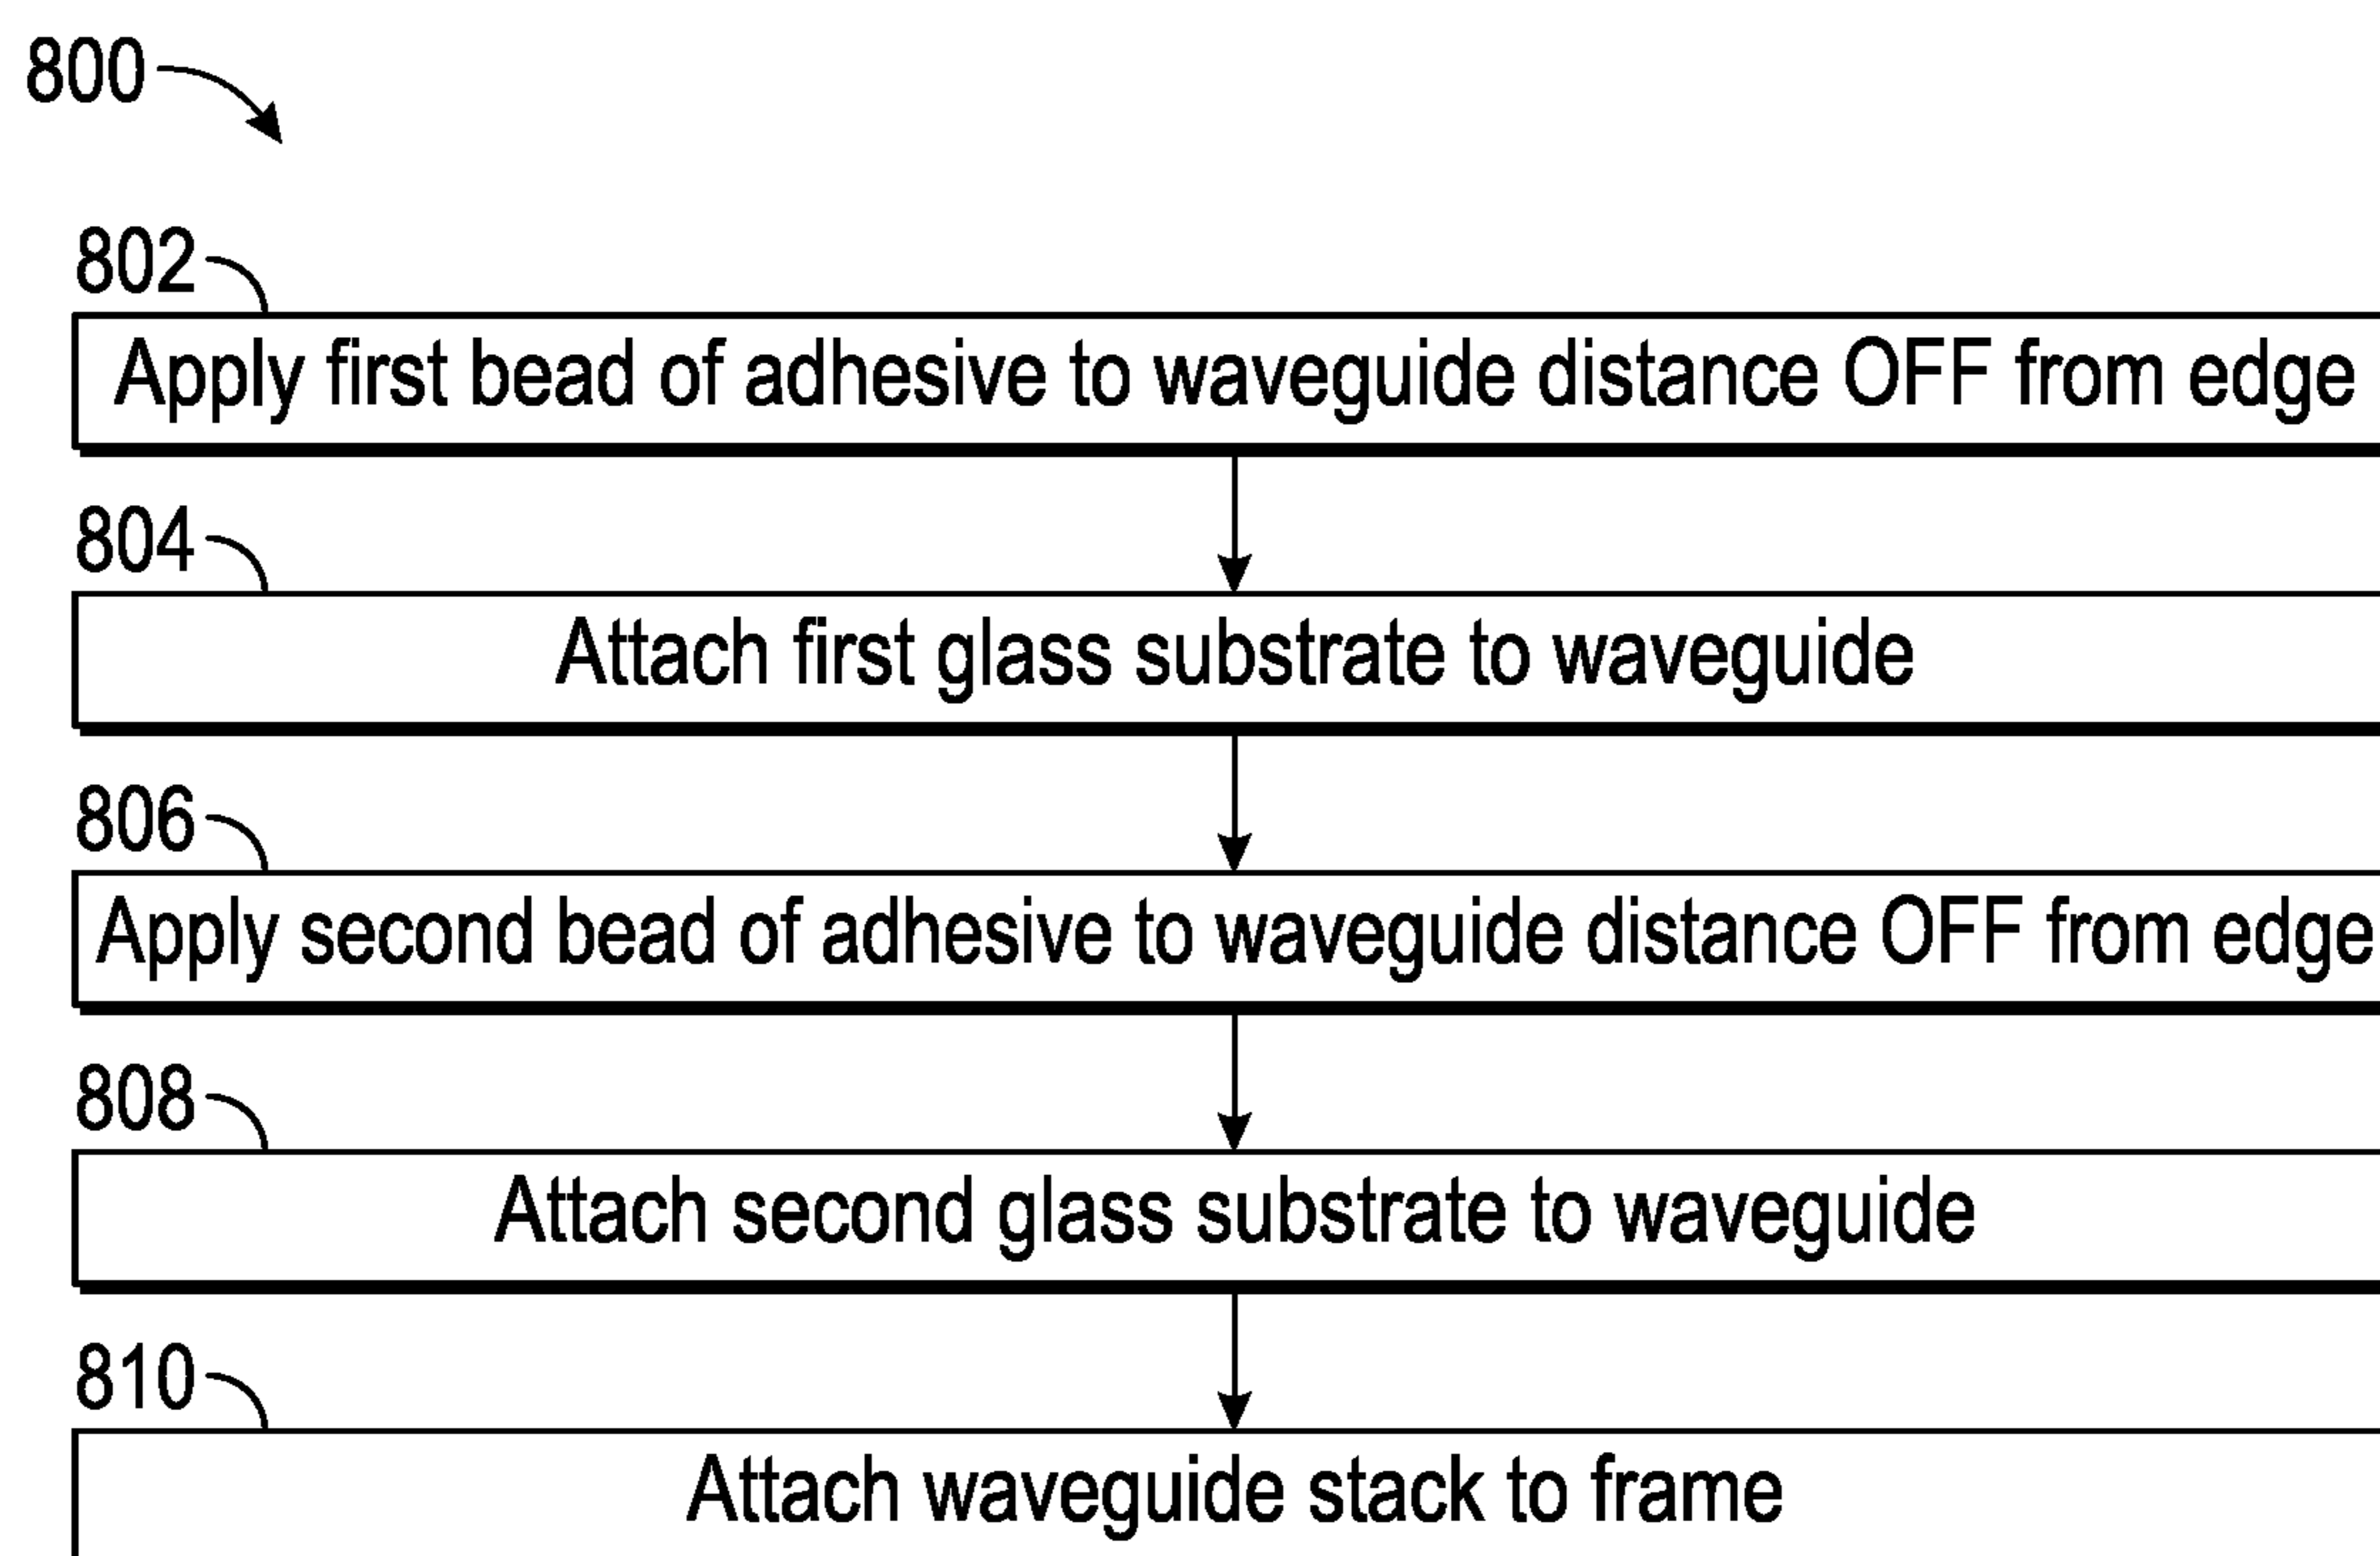 800
802
Apply first bead of adhesive to waveguide distance OFF from edge
804
Attach first glass substrate to waveguide
806
Apply second bead of adhesive to waveguide distance OFF from edge
808
Attach second glass substrate to waveguide
810
Attach waveguide stack to frame